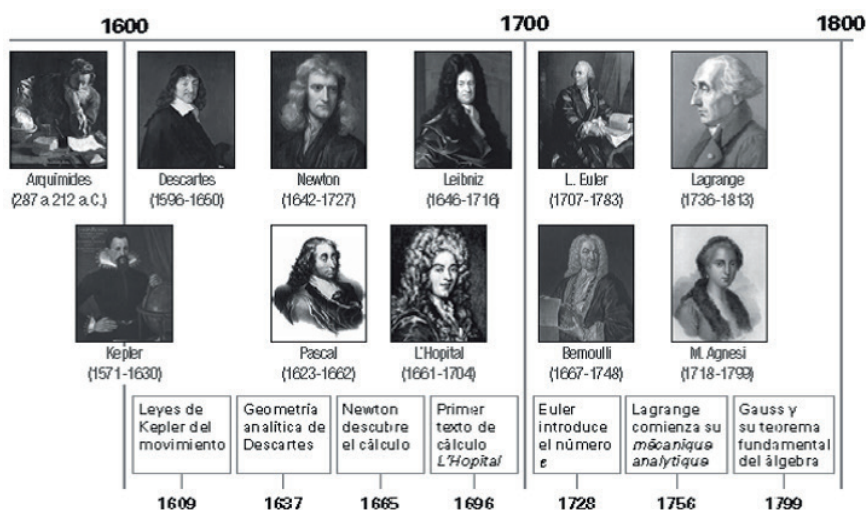 1600
1700
1800
Arquímides
(287 a 212 a.C.)
Descartes
(1596-1650)
Newton
(1642-1727)
Leibniz
(1646-1716)
L. Euler
(1707-1783)
Lagrange
(1736-1813)
Kepler
(1571-1630)
Pascal
(1623-1662)
L'Hopital
(1661-1704)
Bernoulli
(1667-1748)
M. Agnesi
(1718-1799)
Leyes de
Kepler del
movimiento
Geometría
analítica de
Descartes
Newton
descubre
el cálculo
Primer
texto de
cálculo
L'Hopital
Euler
introduce
el número
e
Lagrange
comienza su
mécanique
analytique
Gauss y
su teorema
fundamental
del álgebra
1609
1637
1665
1696
1728
1756
1799